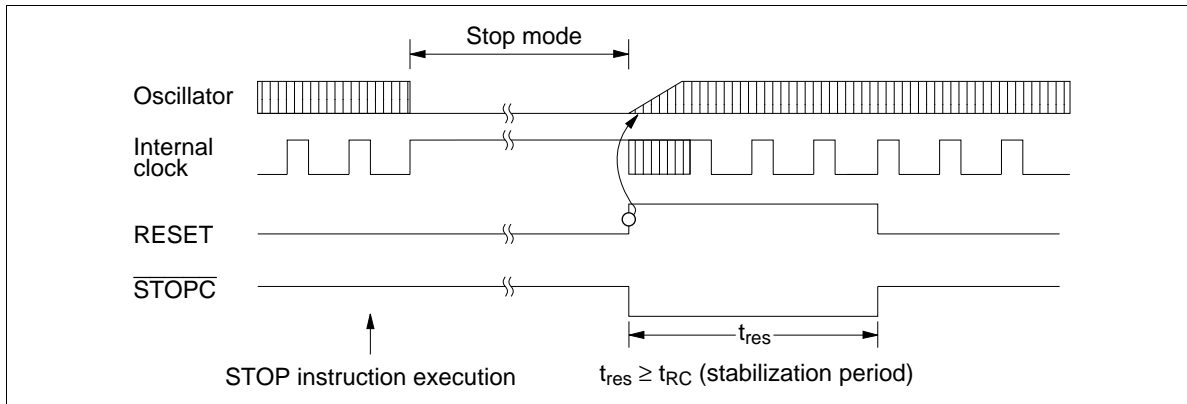 Stop mode
Oscillator
Internal
clock
RESET
STOPC
tres
STOP instruction execution
tres ≥ tRC (stabilization period)